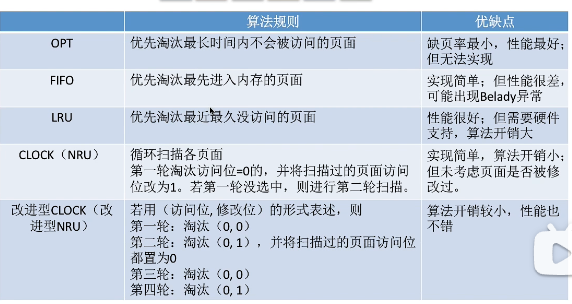 算法规则 优缺点
OPT 优先淘汰最长时间内不会被访问的页面 缺页率最小，性能最好；
但无法实现
FIFO 优先淘汰最先进入内存的页面 实现简单；但性能很差，
可能出现Belady异常
LRU 优先淘汰最近最久没访问的页面 性能很好；但需要硬件
支持，算法开销大
CLOCK（NRU） 循环扫描各页面 实现简单，算法开销小；
第一轮淘汰访问位=0的，并将扫描过的页面访问 但未考虑页面是否被修
位改为1。若第一轮没选中，则进行第二轮扫描。 改过。
改进型CLOCK（改 若用（访问位, 修改位）的形式表述，则 算法开销较小，性能也
进型NRU） 第一轮：淘汰（0, 0） 不错
第二轮：淘汰（0, 1），并将扫描过的页面访问位
都置为0
第三轮：淘汰（0, 0）
第四轮：淘汰（0, 1）